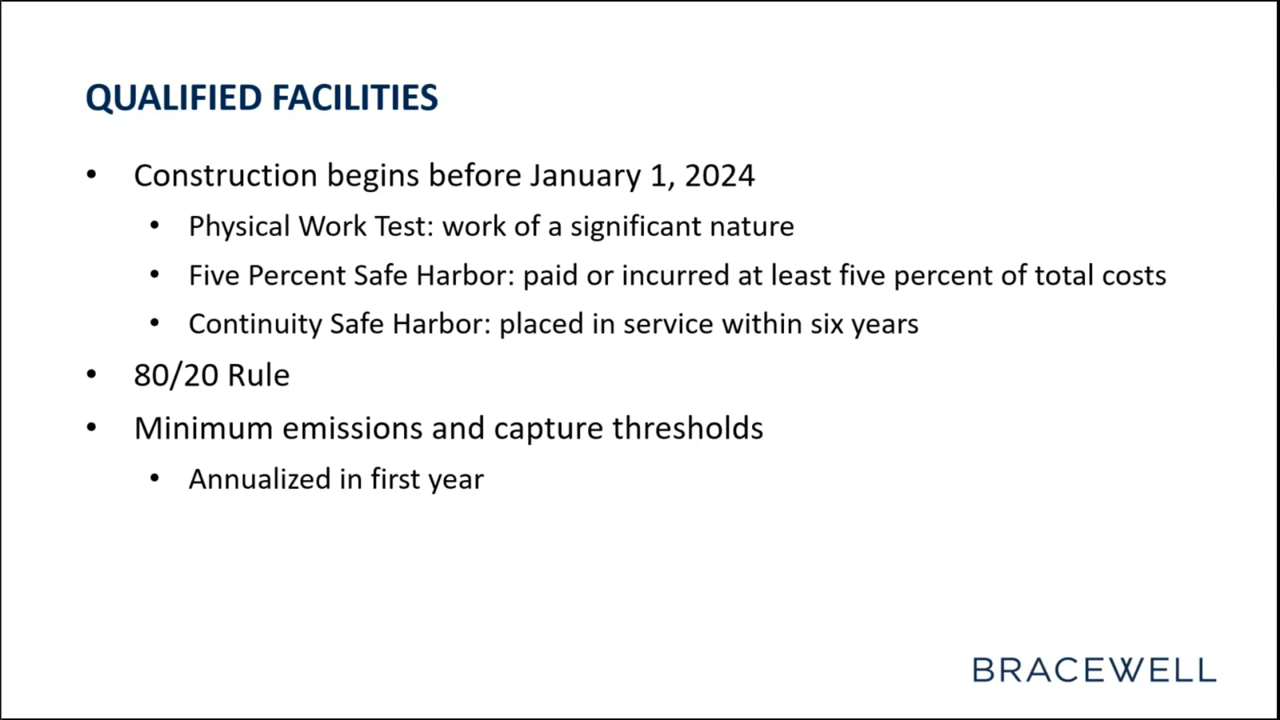 QUALIFIED FACILITIES
• Construction begins before January 1, 2024
• Physical Work Test: work of a significant nature
• Five Percent Safe Harbor: paid or incurred at least five percent of total costs
• Continuity Safe Harbor: placed in service within six years
• 80/20 Rule
• Minimum emissions and capture thresholds
• Annualized in first year
BRACEWELL